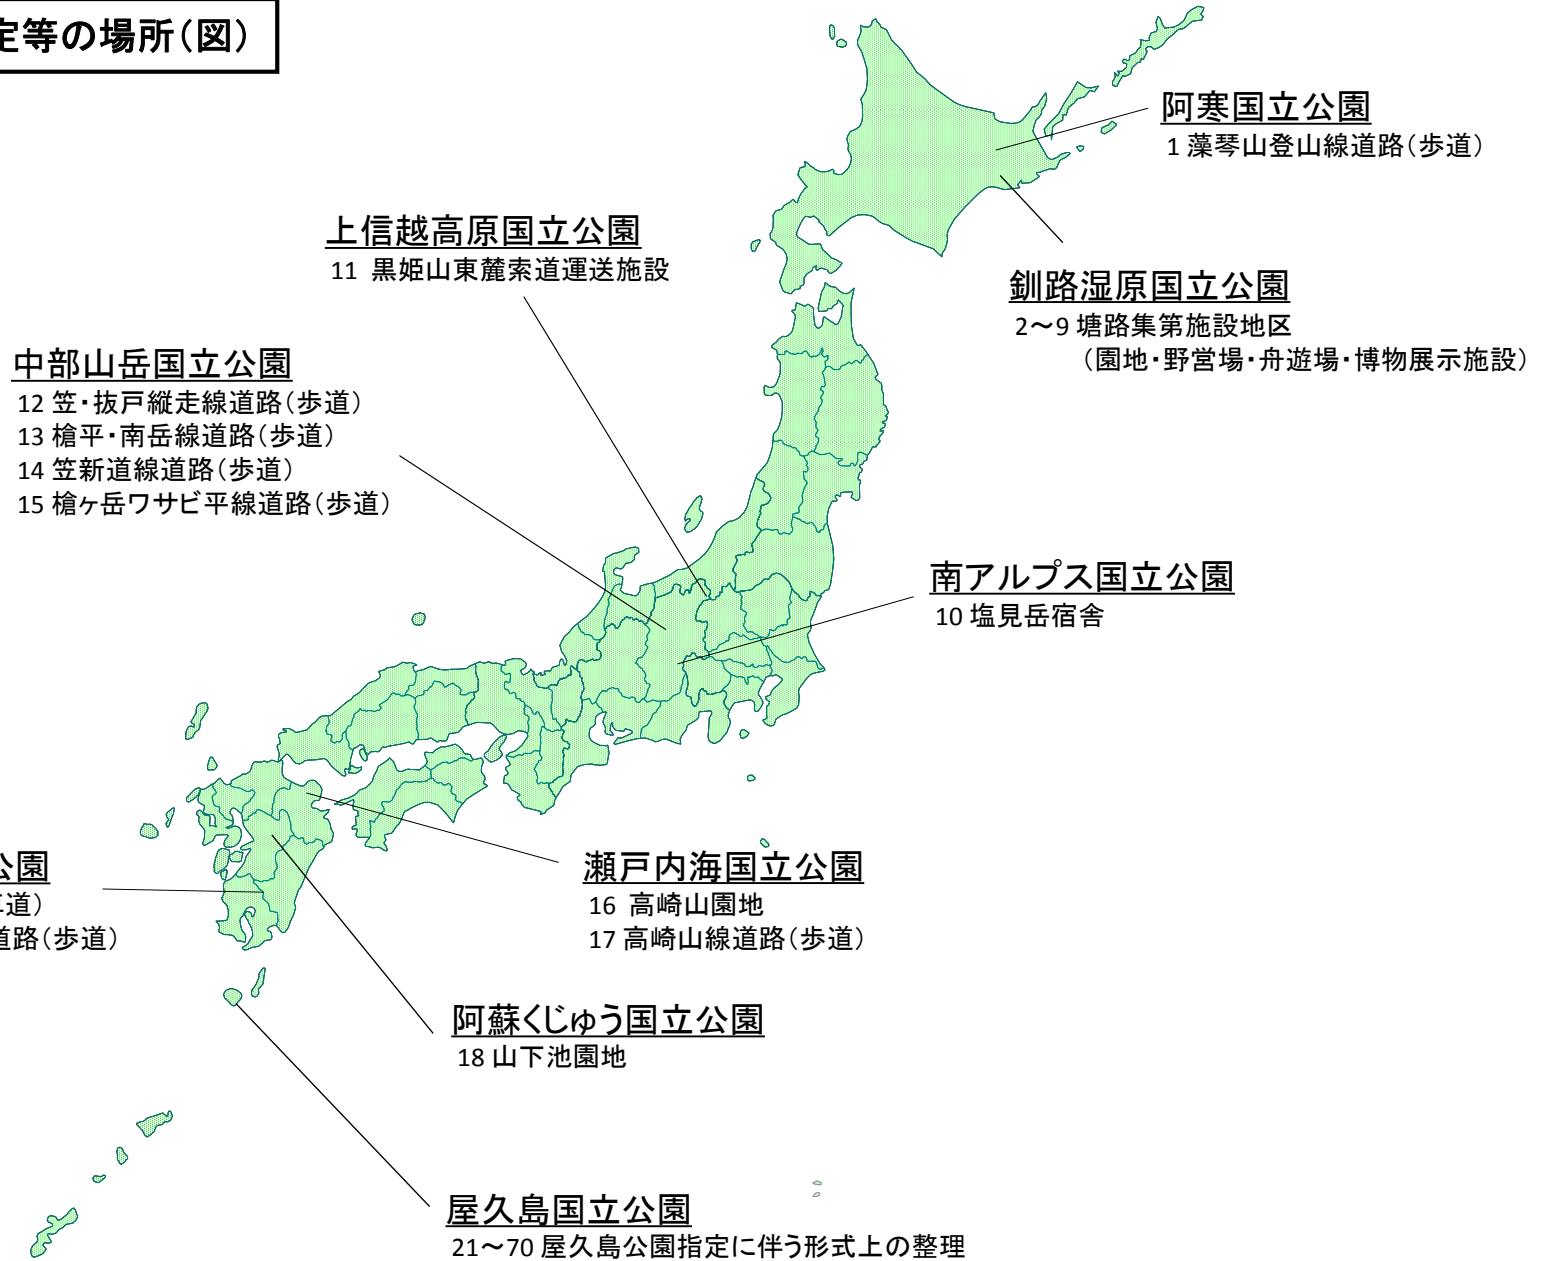 定等の場所(図)
阿寒国立公園
1 藻琴山登山線道路(歩道)
上信越高原国立公園
11 黒姫山東麓索道運送施設
釧路湿原国立公園
2～9 塘路集第施設地区
(園地・野営場・舟遊場・博物展示施設)
中部山岳国立公園
12 笠・抜戸縦走線道路(歩道)
13 槍平・南岳線道路(歩道)
14 笠新道線道路(歩道)
15 槍ヶ岳ワサビ平線道路(歩道)
南アルプス国立公園
10 塩見岳宿舎
公園
道)
道路(歩道)
瀬戸内海国立公園
16 高崎山園地
17 高崎山線道路(歩道)
阿蘇くじゅう国立公園
18 山下池園地
屋久島国立公園
21～70 屋久島公園指定に伴う形式上の整理